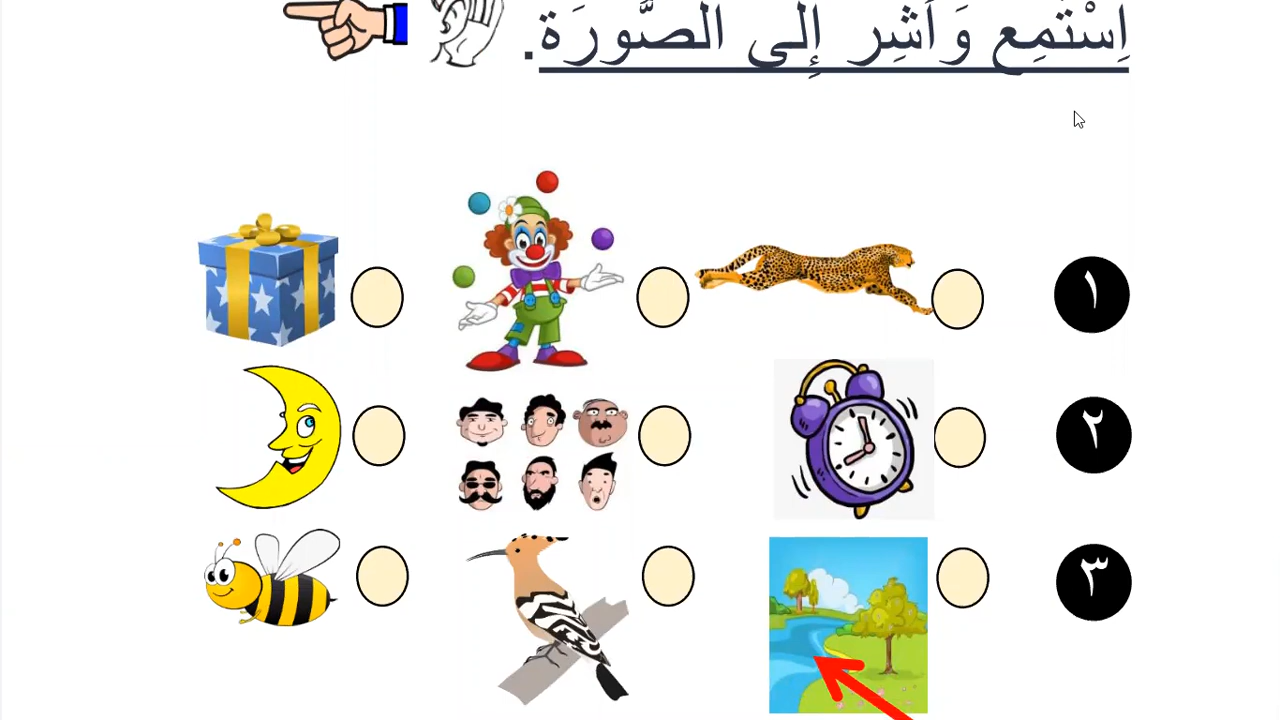 اِسْتَمِع وَأَشِر إِلى الصَّورَة.
١
٢
٣